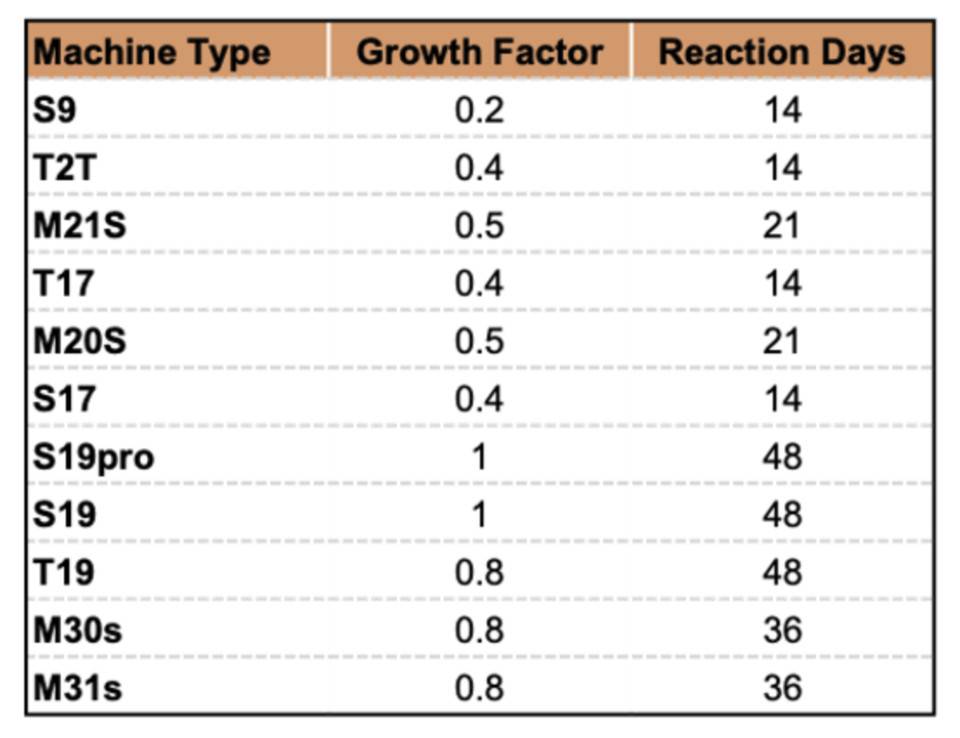 Machine Type Growth Factor Reaction Days
S9 0.2 14
T2T 0.4 14
M21S 0.5 21
T17 0.4 14
M20S 0.5 21
S17 0.4 14
S19pro 1 48
S19 1 48
T19 0.8 48
M30s 0.8 36
M31s 0.8 36